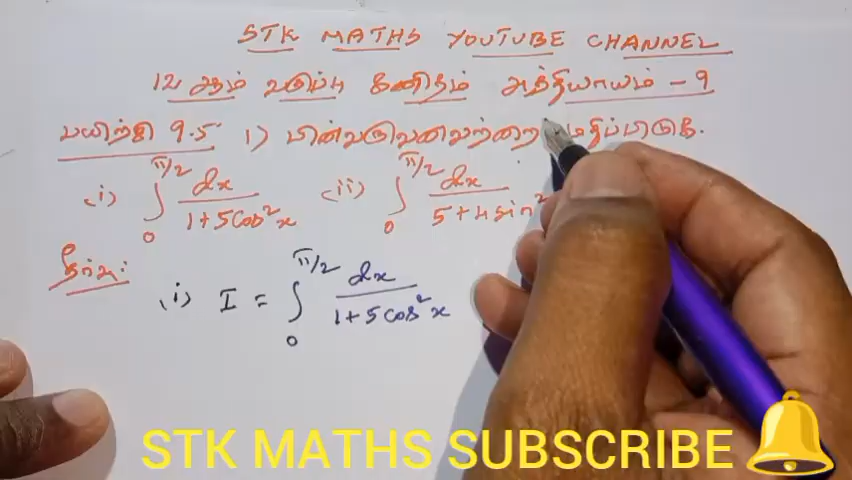 STK MATHS YOUTUBE CHANNEL
12 ஆம் வகுப்பு கணிதம் அத்தியாயம் - 9
பயிற்சி 9.5 1) பின்வருவனவற்றை மதிப்பிடுக.
(i) ∫₀^π/2 dx / 1+5cos²x (ii) ∫₀^π/2 dx / 5+4sin²
தீர்வு:
(i) I = ∫₀^π/2 dx / 1+5cos²x
STK MATHS SUBSCRIBE